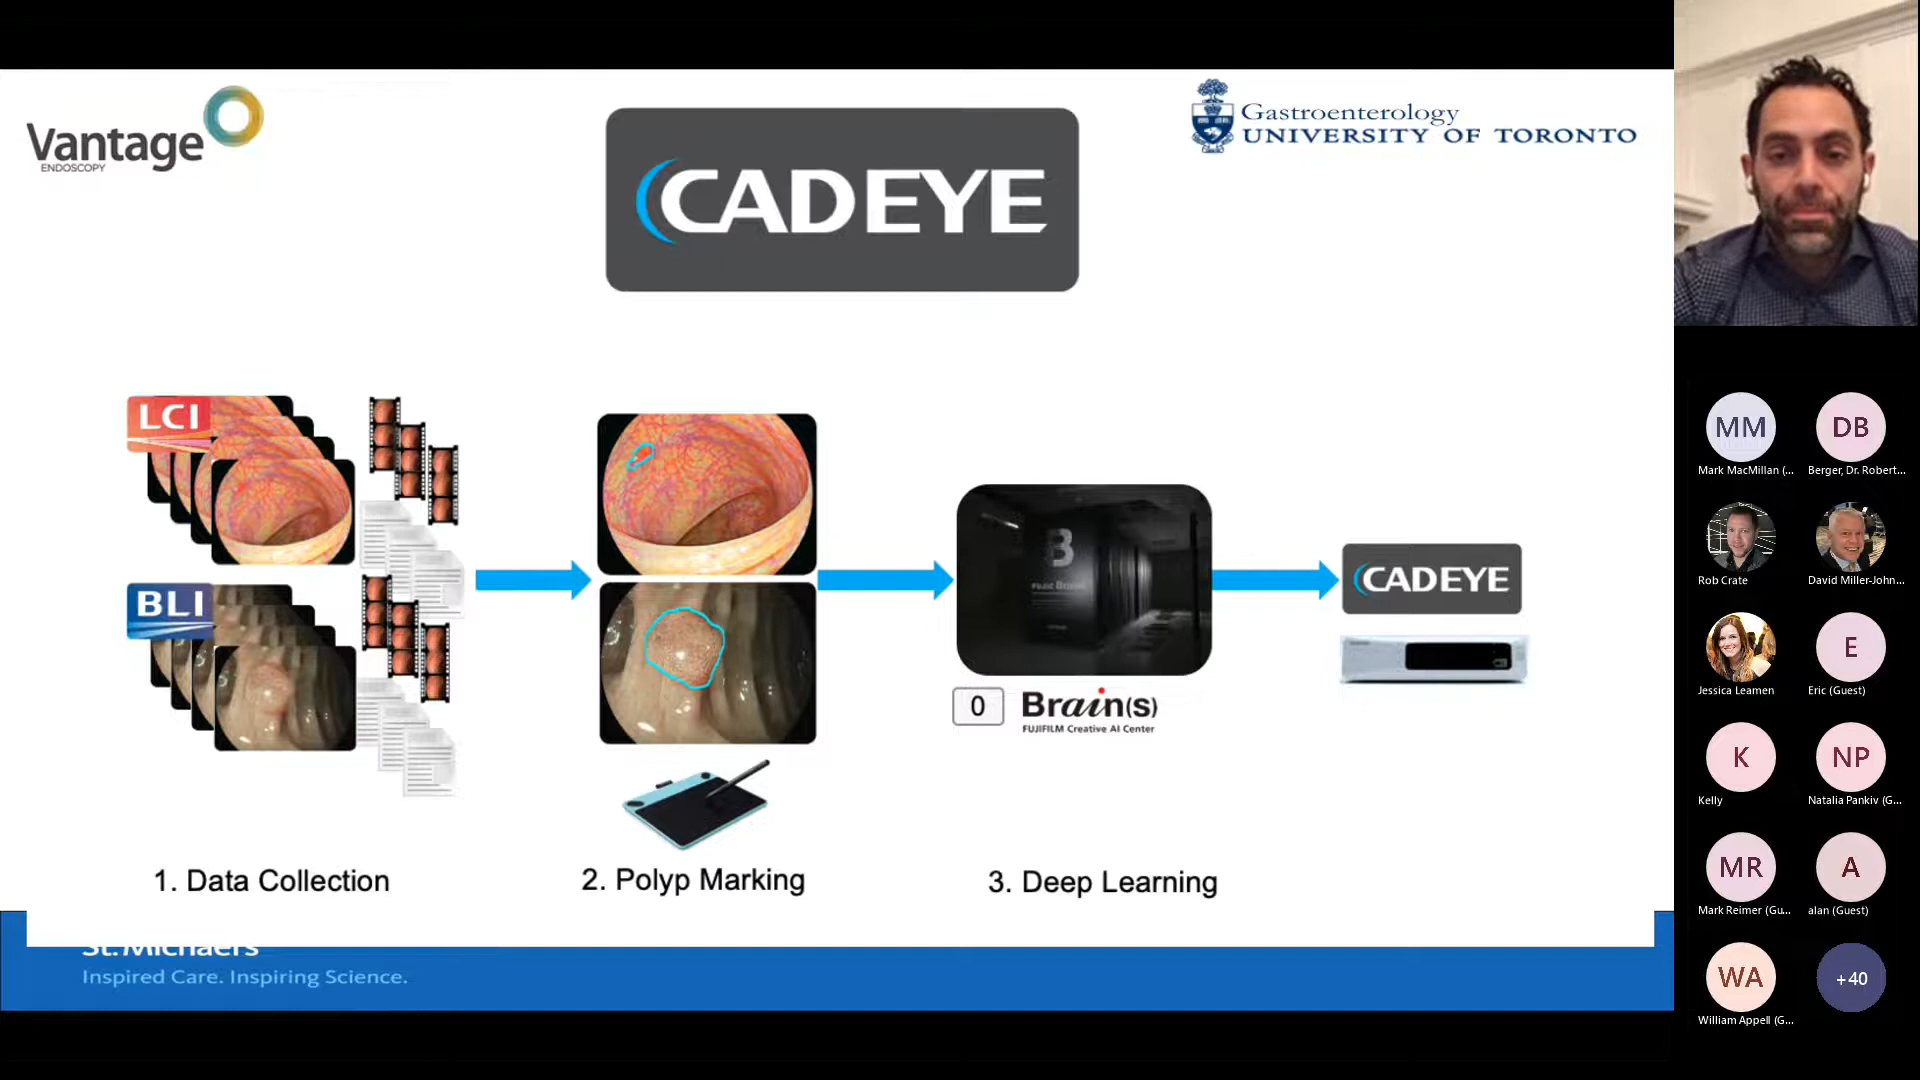 Vantage
ENDOSCOPY
CADEYE
Gastroenterology
UNIVERSITY OF TORONTO
LCI
BLI
B
0
Brain(s)
FUJIFILM Creative AI Center
CADEYE
1. Data Collection
2. Polyp Marking
3. Deep Learning
St. Michael's
Inspired Care. Inspiring Science.
MM
DB
Mark MacMillan (...
Berger, Dr. Robert...
Rob Crate
David Miller-John...
E
Jessica Leamen
Eric (Guest)
K
NP
Kelly
Natalia Pankiv (G...
MR
A
Mark Reimer (Gu...
alan (Guest)
WA
+40
William Appell (G...